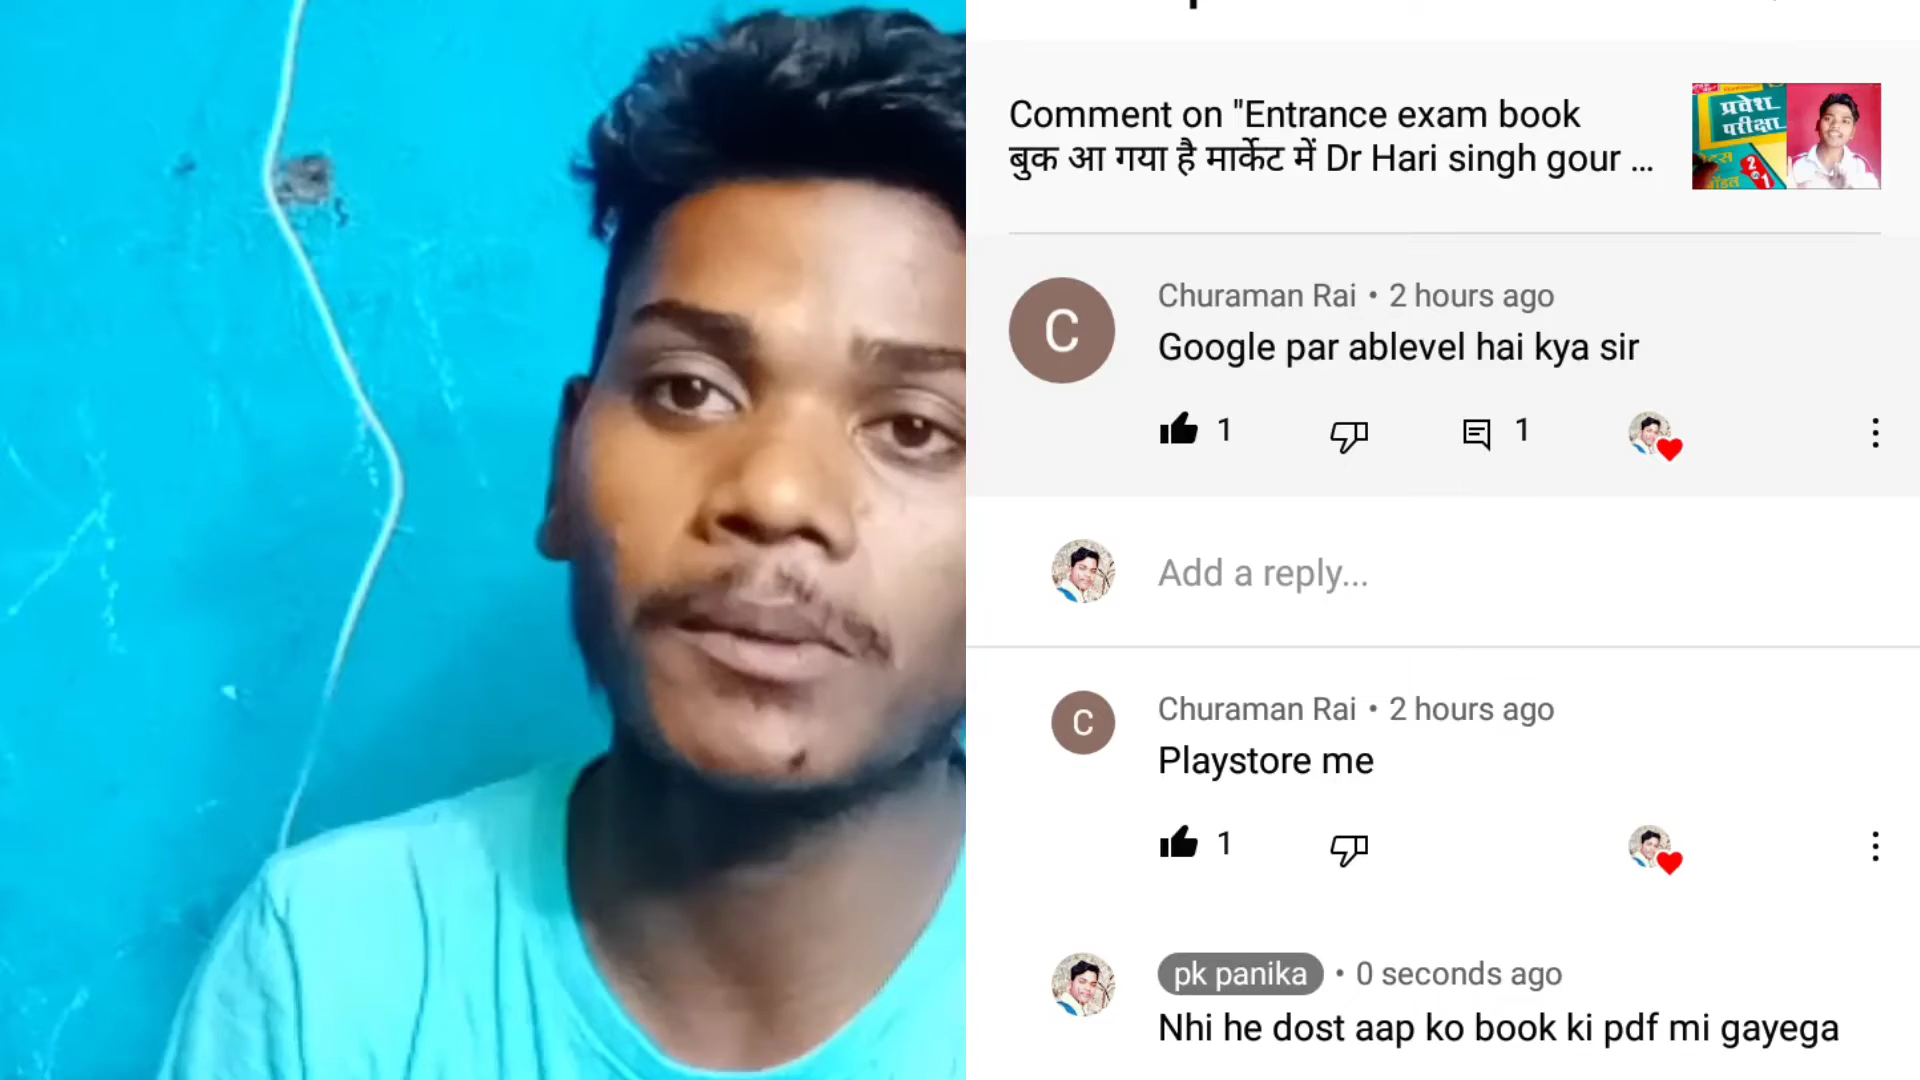 Comment on "Entrance exam book
बुक आ गया है मार्केट में Dr Hari singh gour ...
प्रवेश
परीक्षा
C
Churaman Rai • 2 hours ago
Google par ablevel hai kya sir
1
1
Add a reply...
C
Churaman Rai • 2 hours ago
Playstore me
1
pk panika • 0 seconds ago
Nhi he dost aap ko book ki pdf mi gayega